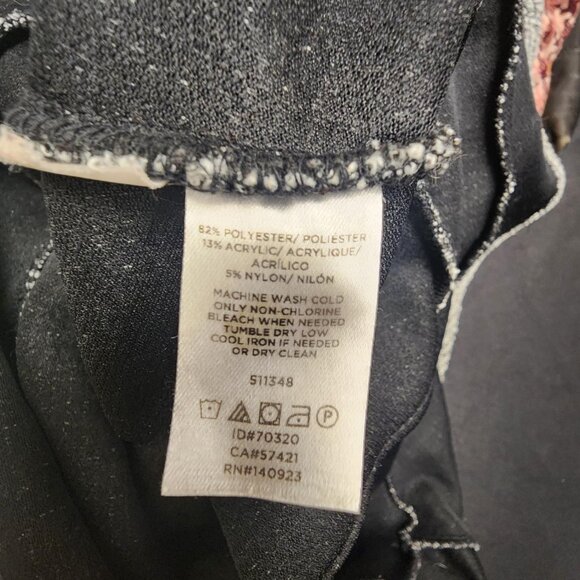 82% POLYESTER/ POLIÉSTER
13% ACRYLIC/ ACRYLIQUE/
ACRÍLICO
5% NYLON/ NILÓN
MACHINE WASH COLD
ONLY NON-CHLORINE
BLEACH WHEN NEEDED
TUMBLE DRY LOW
COOL IRON IF NEEDED
OR DRY CLEAN
511348
P
ID#70320
CA#57421
RN#140923